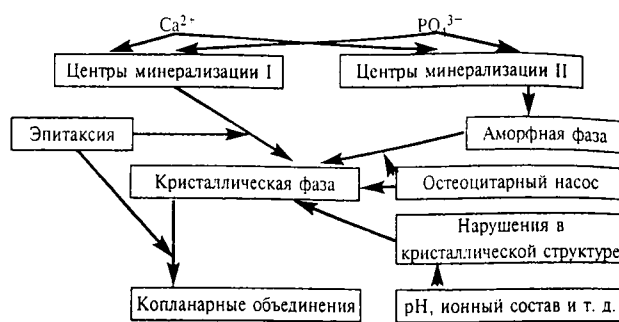 Ca²⁺ PO₄³⁻
Центры минерализации I Центры минерализации II
Эпитаксия Аморфная фаза
Кристаллическая фаза Остеоцитарный насос
Нарушения в
кристаллической структуре
Копланарные объединения pH, ионный состав и т. д.